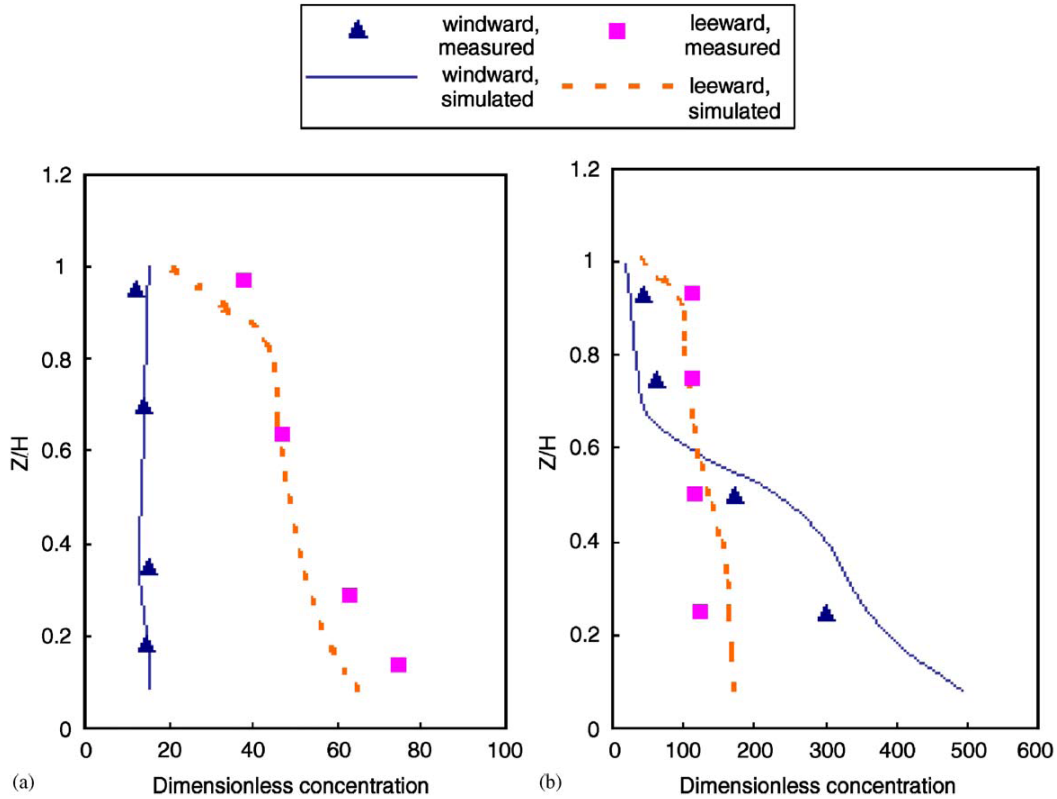 windward,
measured
leeward,
measured
windward,
simulated
leeward,
simulated
1.2
1
0.8
0.6
0.4
0.2
0
Z/H
0 20 40 60 80 100
(a)
Dimensionless concentration
1.2
1
0.8
0.6
0.4
0.2
0
Z/H
0 100 200 300 400 500 600
(b)
Dimensionless concentration